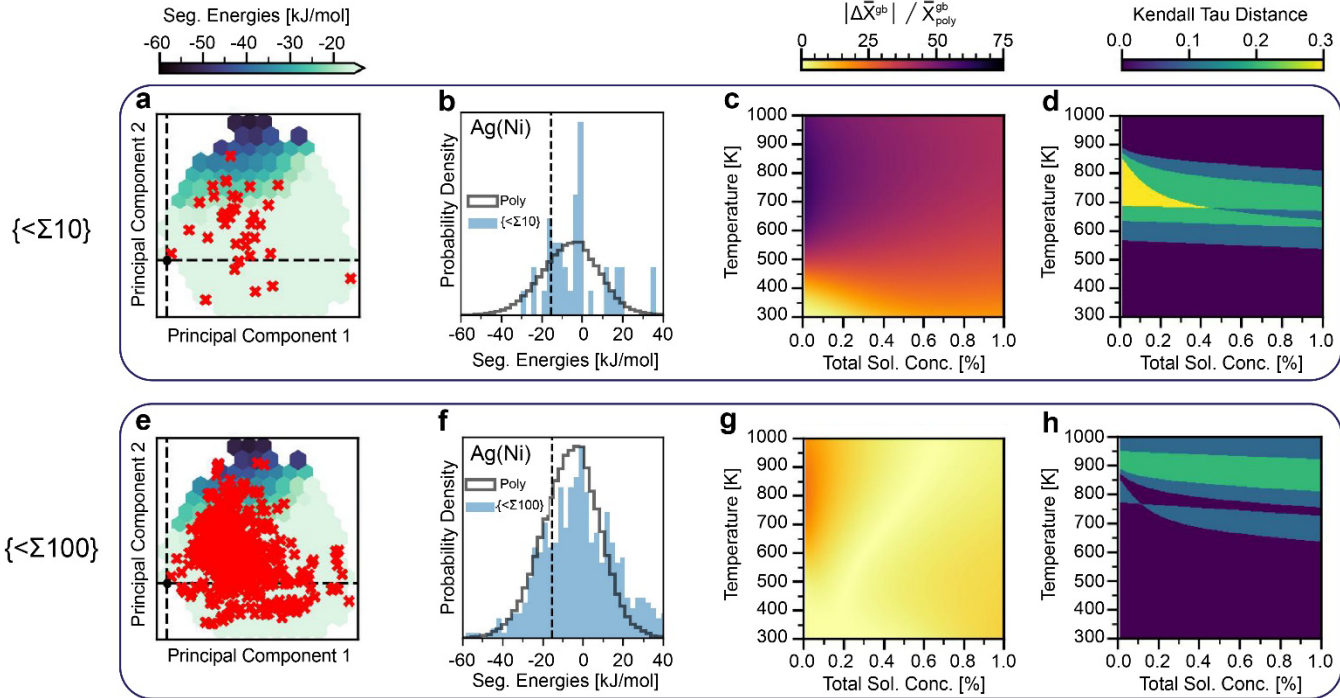 Seg. Energies [kJ/mol]
-60 -50 -40 -30 -20
|ΔX̄ᵍᵇ| / X̄ᵍᵇpoly
0 25 50 75
Kendall Tau Distance
0.0 0.1 0.2 0.3
{<Σ10}
a
Principal Component 2
Principal Component 1
b
Ag(Ni)
Poly
{<Σ10}
Probability Density
-60 -40 -20 0 20 40
Seg. Energies [kJ/mol]
c
Temperature [K]
1000
900
800
700
600
500
400
300
0.0 0.2 0.4 0.6 0.8 1.0
Total Sol. Conc. [%]
d
Temperature [K]
1000
900
800
700
600
500
400
300
0.0 0.2 0.4 0.6 0.8 1.0
Total Sol. Conc. [%]
{<Σ100}
e
Principal Component 2
Principal Component 1
f
Ag(Ni)
Poly
{<Σ100}
Probability Density
-60 -40 -20 0 20 40
Seg. Energies [kJ/mol]
g
Temperature [K]
1000
900
800
700
600
500
400
300
0.0 0.2 0.4 0.6 0.8 1.0
Total Sol. Conc. [%]
h
Temperature [K]
1000
900
800
700
600
500
400
300
0.0 0.2 0.4 0.6 0.8 1.0
Total Sol. Conc. [%]